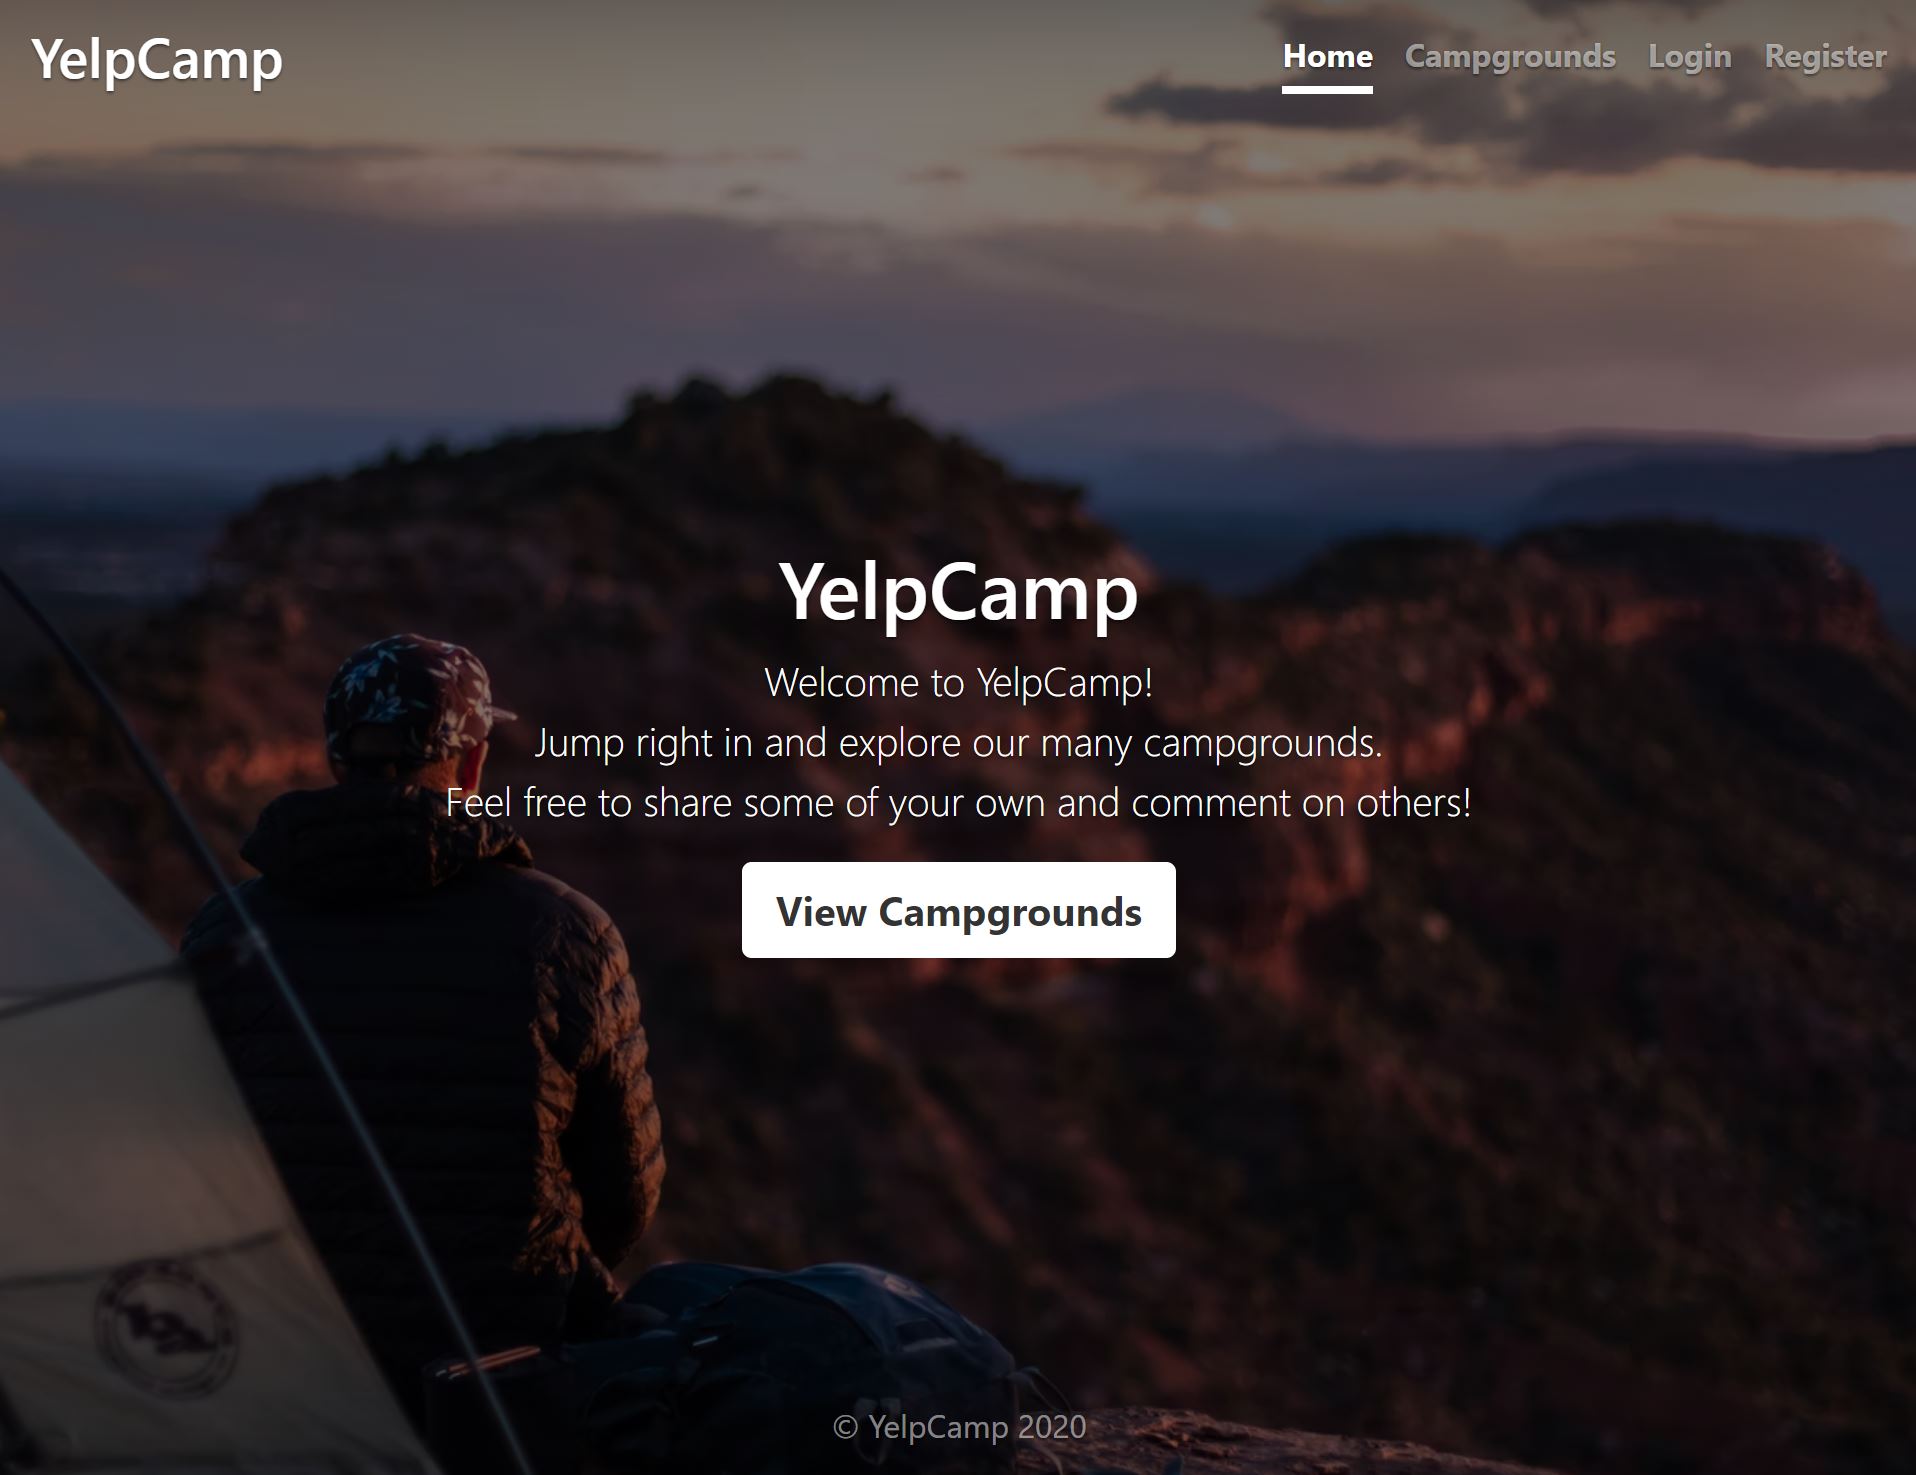 YelpCamp
Home Campgrounds Login Register
YelpCamp
Welcome to YelpCamp!
Jump right in and explore our many campgrounds.
Feel free to share some of your own and comment on others!
View Campgrounds
© YelpCamp 2020